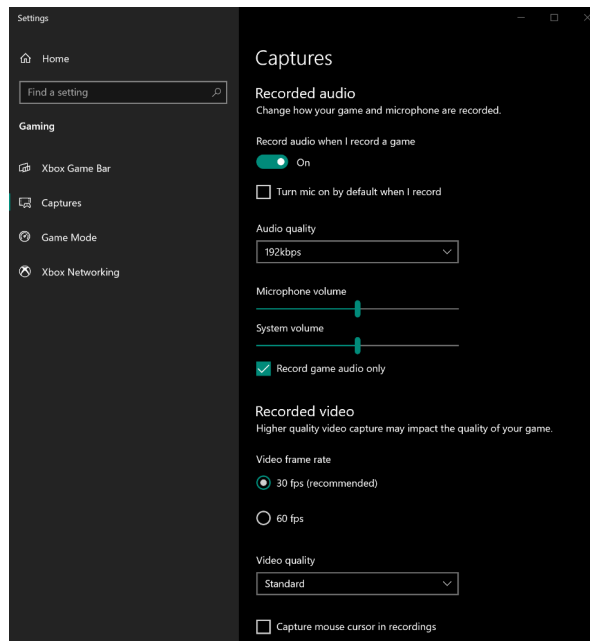 Settings
Home
Find a setting
Gaming
Xbox Game Bar
Captures
Game Mode
Xbox Networking
Captures
Recorded audio
Change how your game and microphone are recorded.
Record audio when I record a game
On
Turn mic on by default when I record
Audio quality
192kbps
Microphone volume
System volume
Record game audio only
Recorded video
Higher quality video capture may impact the quality of your game.
Video frame rate
30 fps (recommended)
60 fps
Video quality
Standard
Capture mouse cursor in recordings